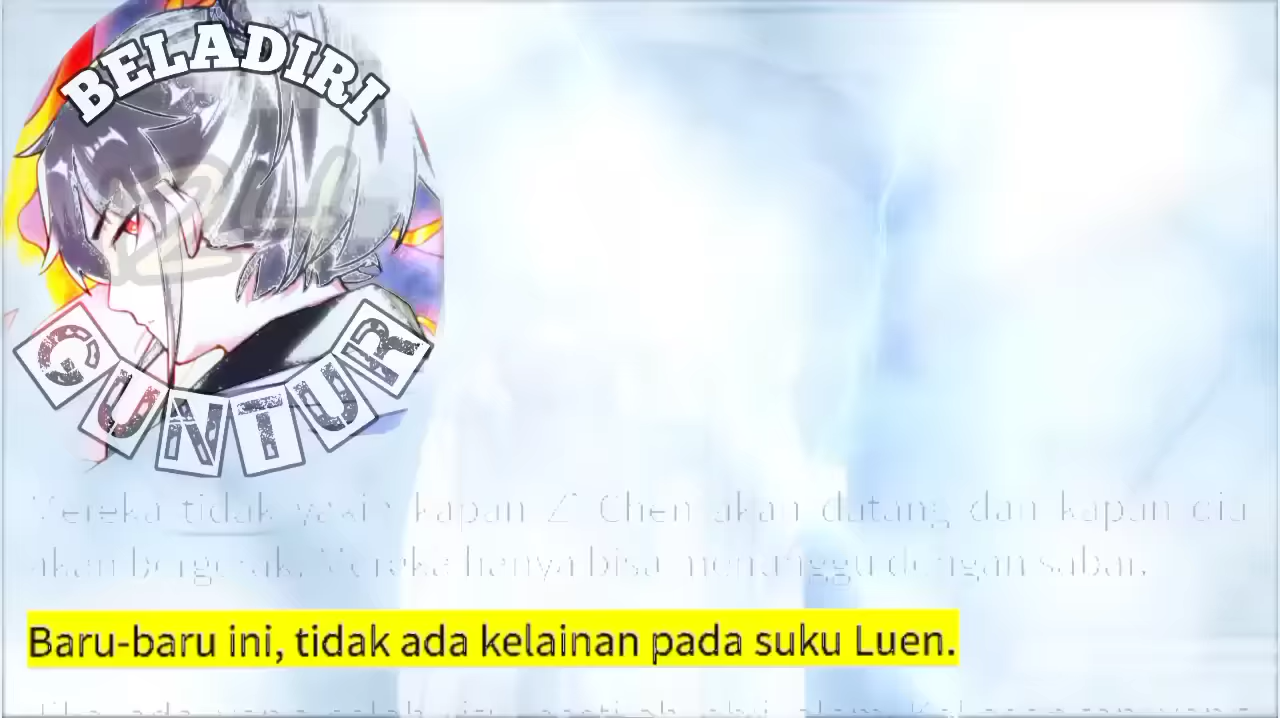 BELADIRI
GUNTUR
Mereka tidak yakin kapan Zi Chen akan datang dan kapan dia
akan bergerak. Mereka hanya bisa menunggu dengan sabar.
Baru-baru ini, tidak ada kelainan pada suku Luen.